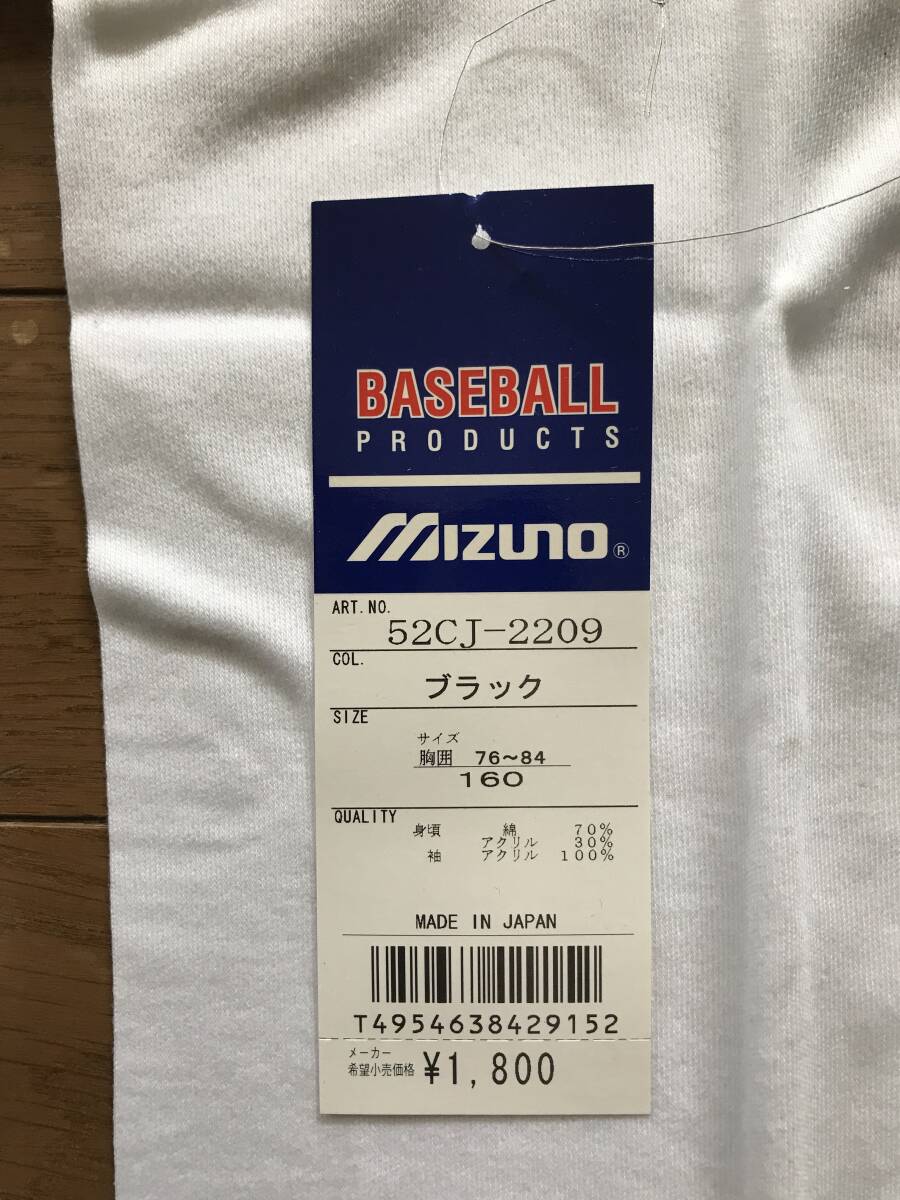 BASEBALL
PRODUCTS
MIZUNO ®
ART.NO.
52CJ-2209
COL.
ブラック
SIZE
サイズ
胸囲 76〜84
160
QUALITY
身頃 綿 70%
アクリル 30%
袖 アクリル 100%
MADE IN JAPAN
T4954638429152
メーカー
希望小売価格 ¥1,800